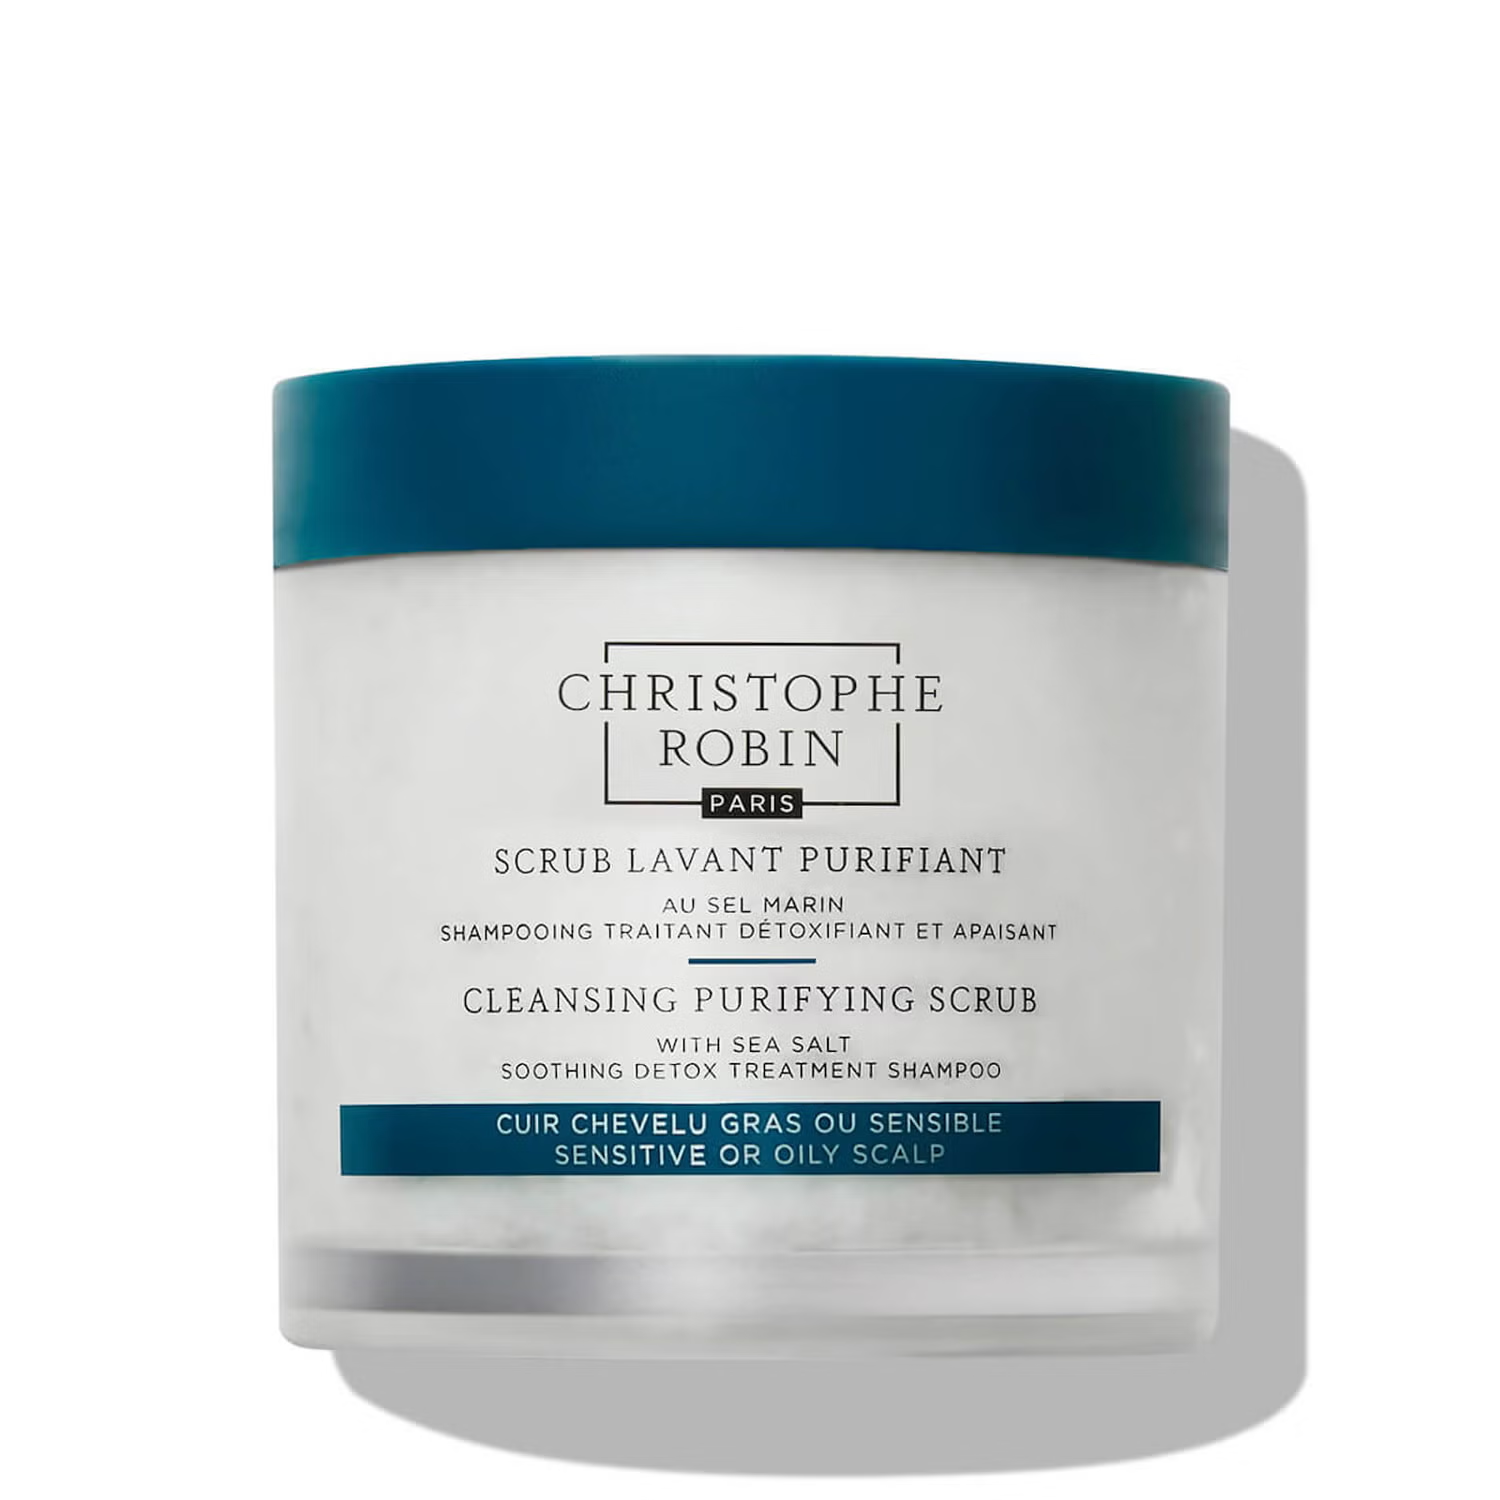 CHRISTOPHE
ROBIN
PARIS
SCRUB LAVANT PURIFIANT
AU SEL MARIN
SHAMPOOING TRAITANT DÉTOXIFIANT ET APAISANT
CLEANSING PURIFYING SCRUB
WITH SEA SALT
SOOTHING DETOX TREATMENT SHAMPOO
CUIR CHEVELU GRAS OU SENSIBLE
SENSITIVE OR OILY SCALP